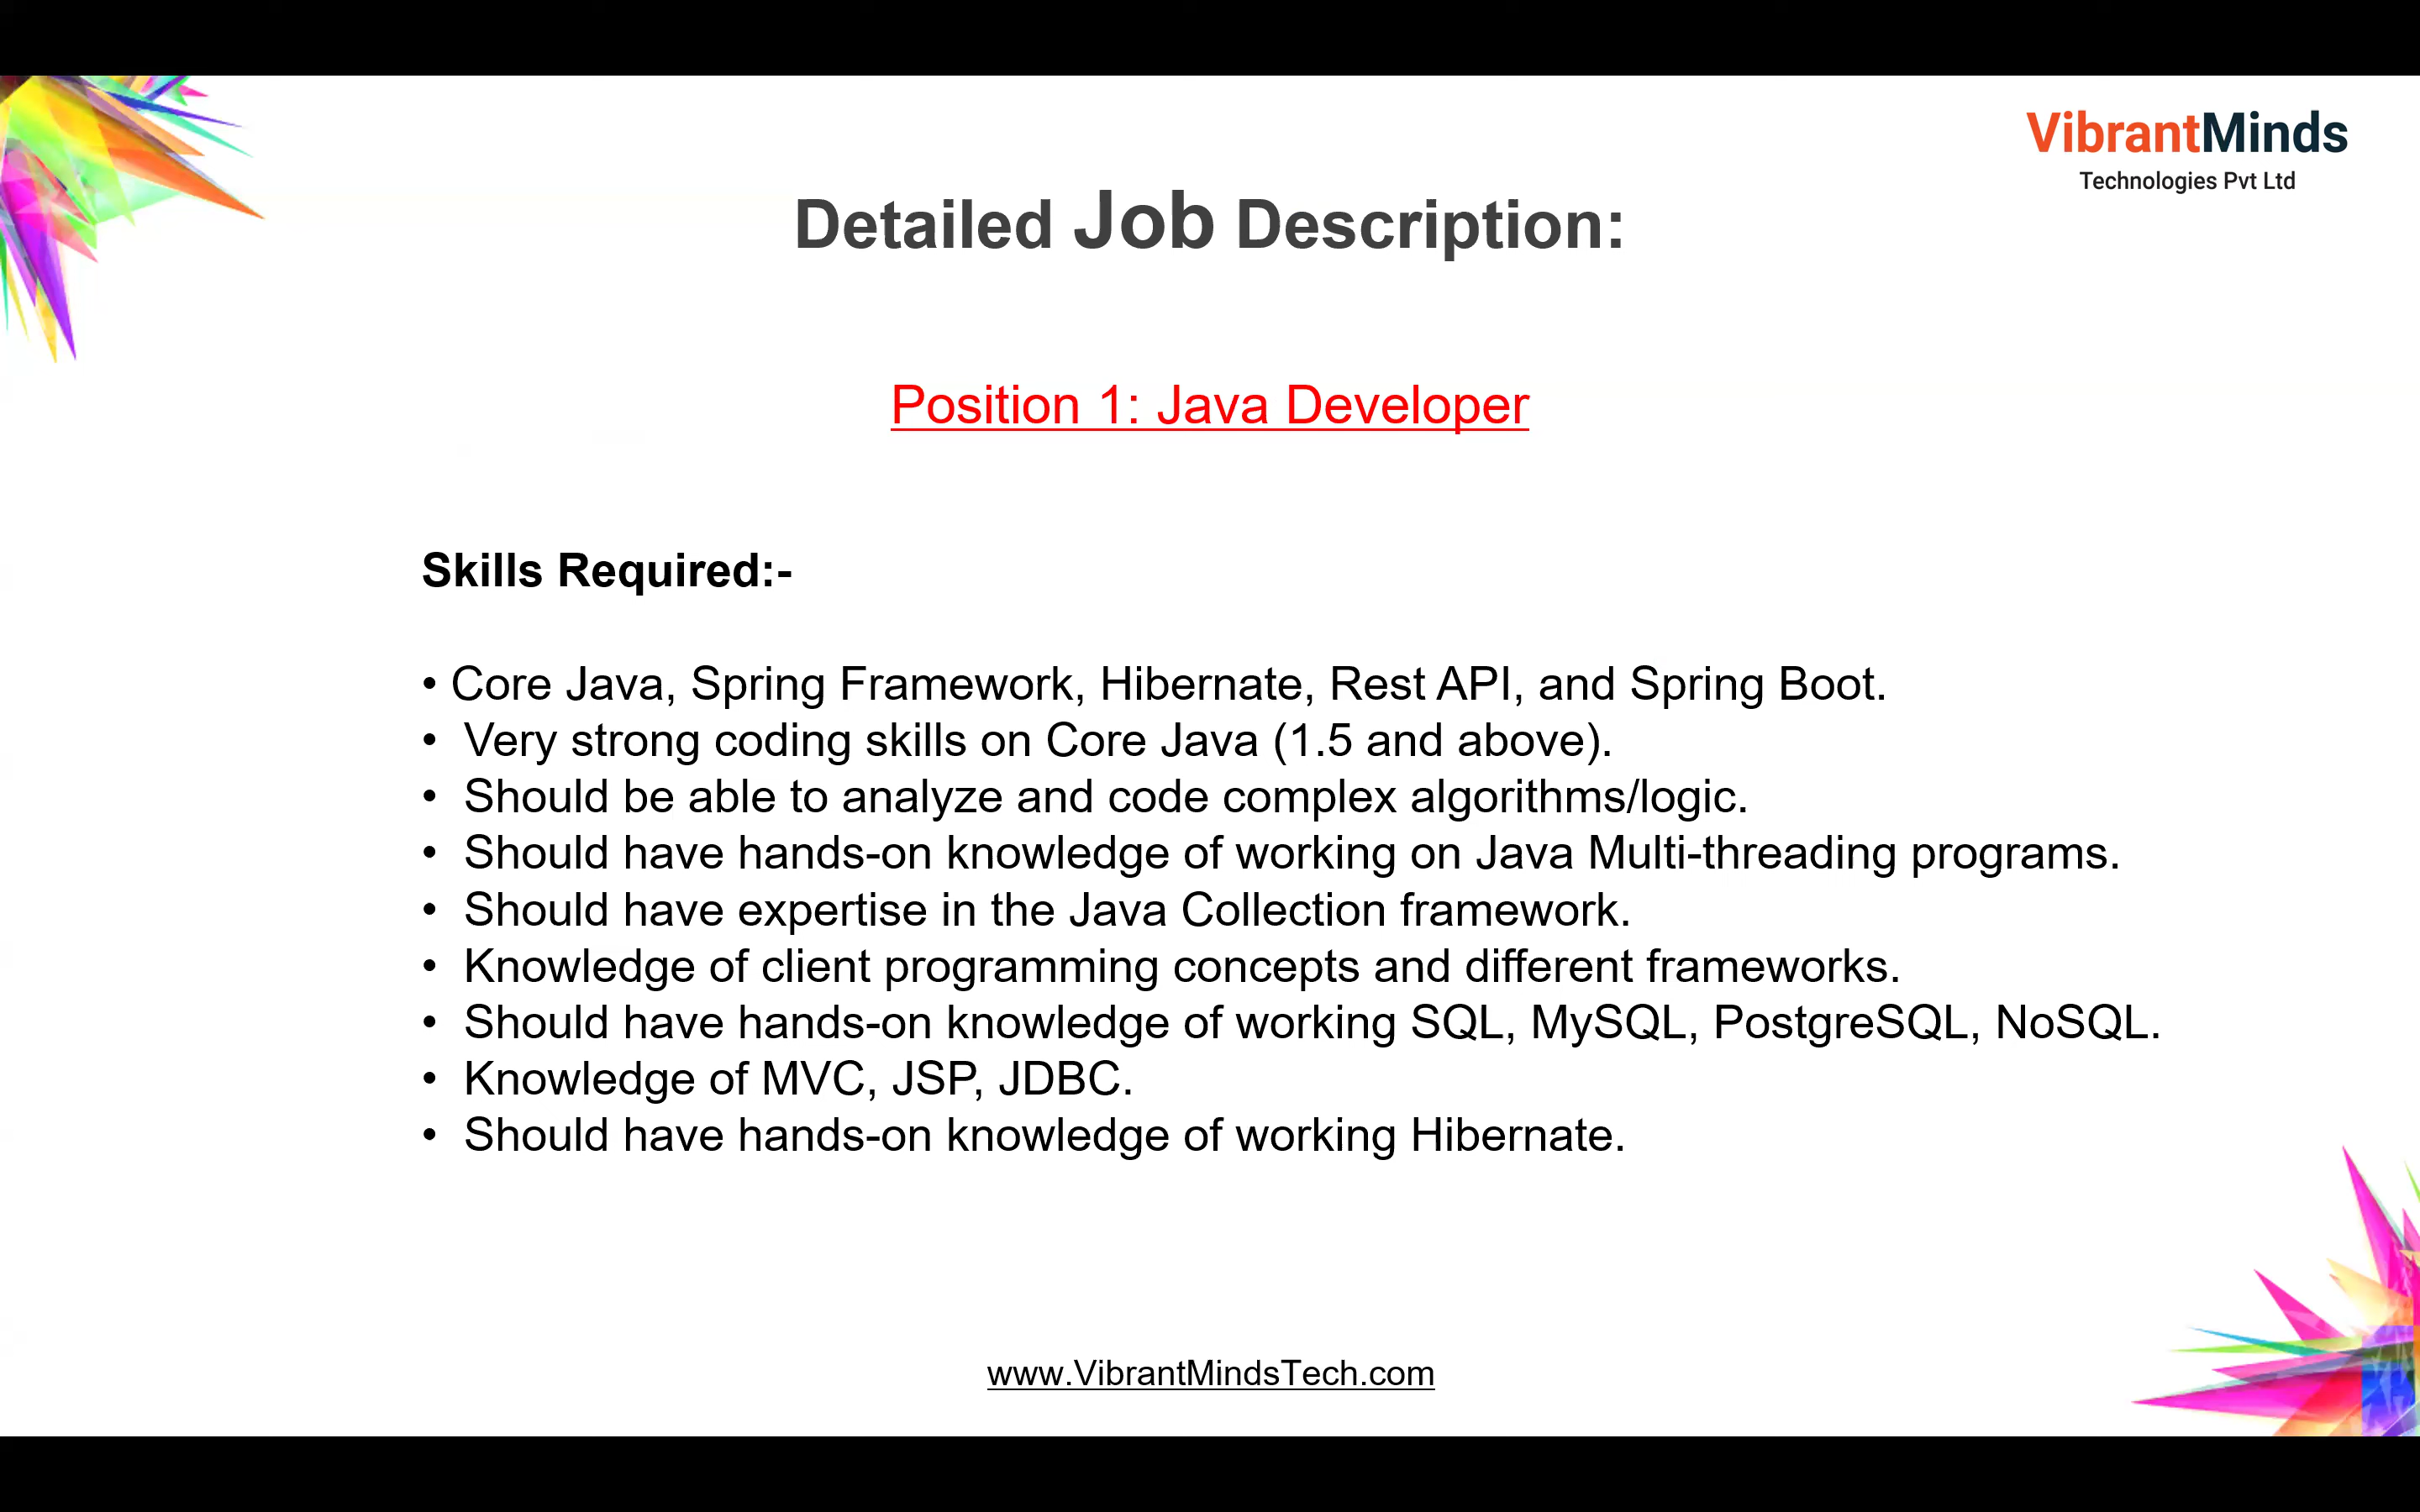 VibrantMinds
Technologies Pvt Ltd
Detailed Job Description:
Position 1: Java Developer
Skills Required:-
• Core Java, Spring Framework, Hibernate, Rest API, and Spring Boot.
• Very strong coding skills on Core Java (1.5 and above).
• Should be able to analyze and code complex algorithms/logic.
• Should have hands-on knowledge of working on Java Multi-threading programs.
• Should have expertise in the Java Collection framework.
• Knowledge of client programming concepts and different frameworks.
• Should have hands-on knowledge of working SQL, MySQL, PostgreSQL, NoSQL.
• Knowledge of MVC, JSP, JDBC.
• Should have hands-on knowledge of working Hibernate.
www.VibrantMindsTech.com